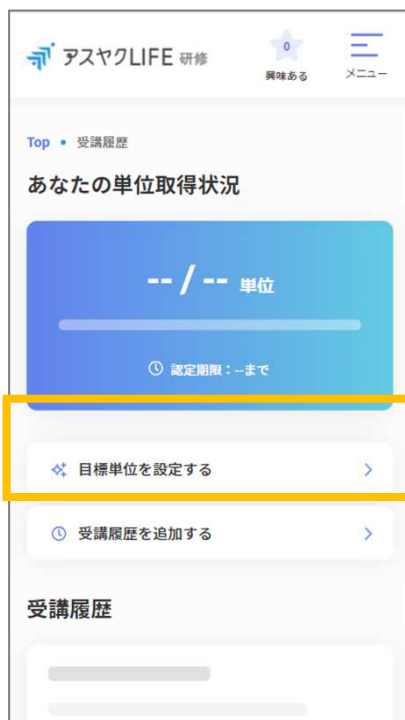 アスヤクLIFE 研修
0
興味ある
メニュー
Top • 受講履歴
あなたの単位取得状況
-- / -- 単位
認定期限：--まで
目標単位を設定する
受講履歴を追加する
受講履歴